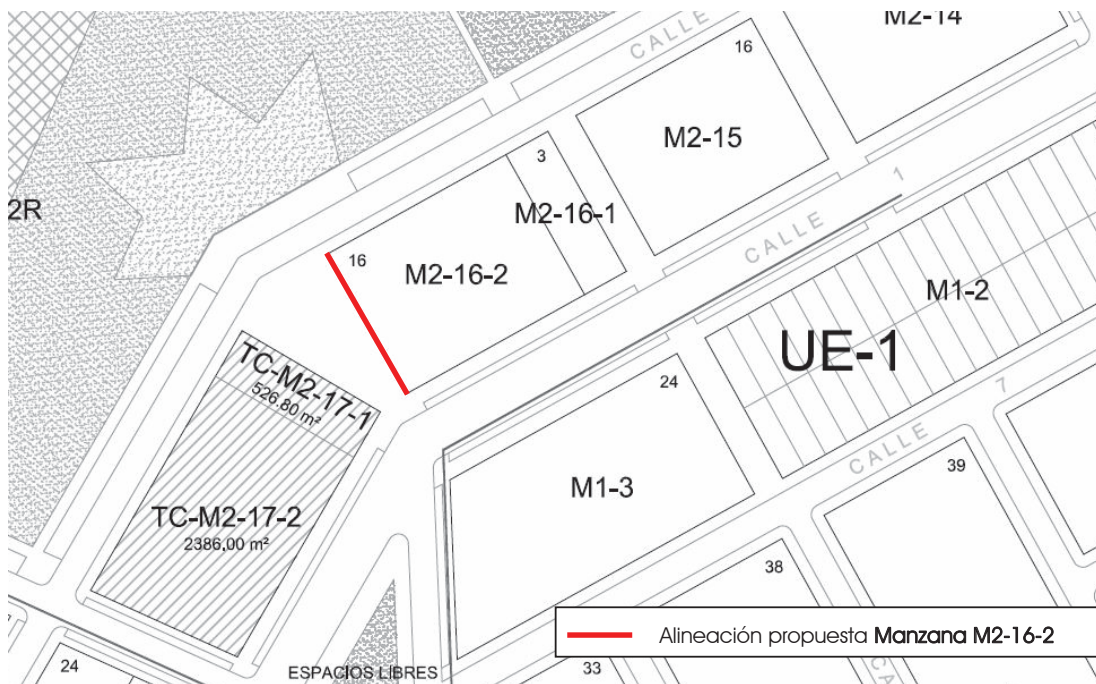 M2-14
CALLE
16
M2-15
3
M2-16-1
1
CALLE
2R
16
M2-16-2
M1-2
UE-1
TC-M2-17-1
526.80 m²
24
7
CALLE
39
M1-3
TC-M2-17-2
2386,00 m²
38
Alineación propuesta Manzana M2-16-2
24
ESPACIOS LIBRES
33